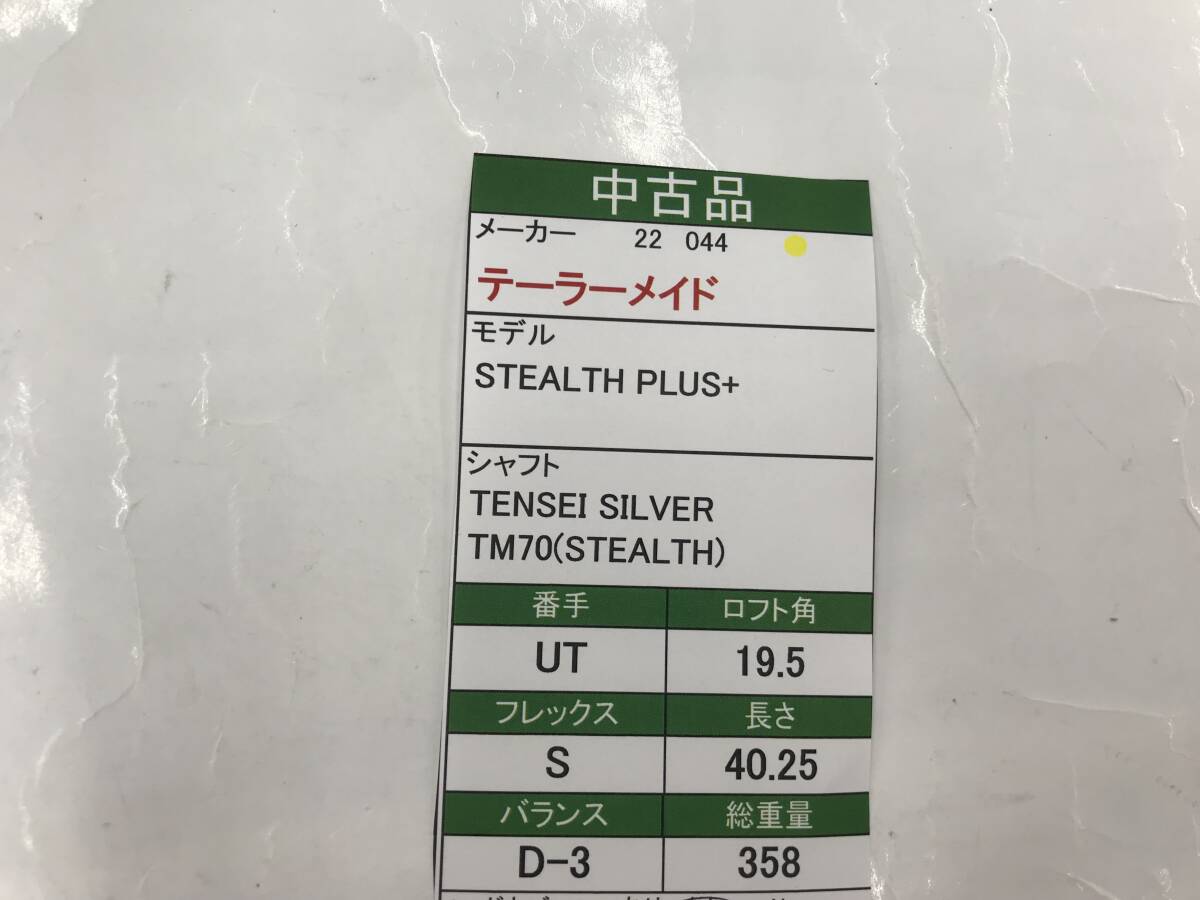 中古品
メーカー 22 044
テーラーメイド
モデル
STEALTH PLUS+
シャフト
TENSEI SILVER
TM70(STEALTH)
番手 ロフト角
UT 19.5
フレックス 長さ
S 40.25
バランス 総重量
D-3 358